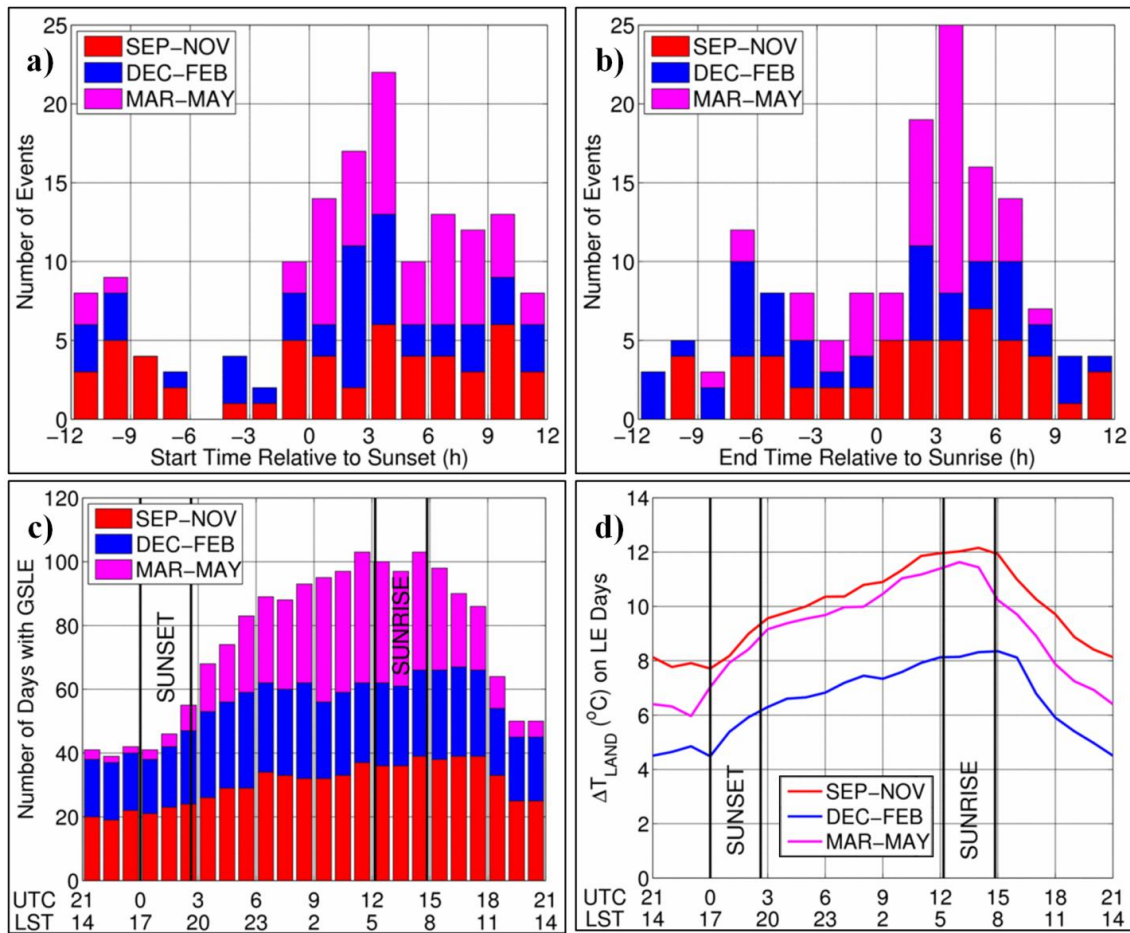 a)
SEP-NOV
DEC-FEB
MAR-MAY
25
20
15
10
5
0
Number of Events
-12 -9 -6 -3 0 3 6 9 12
Start Time Relative to Sunset (h)
b)
SEP-NOV
DEC-FEB
MAR-MAY
25
20
15
10
5
0
Number of Events
-12 -9 -6 -3 0 3 6 9 12
End Time Relative to Sunrise (h)
c)
SEP-NOV
DEC-FEB
MAR-MAY
120
100
80
60
40
20
0
Number of Days with GSLE
SUNSET
SUNRISE
UTC 21 0 3 6 9 12 15 18 21
LST 14 17 20 23 2 5 8 11 14
d)
14
12
10
8
6
4
2
0
ΔT_LAND (⁰C) on LE Days
SUNSET
SUNRISE
SEP-NOV
DEC-FEB
MAR-MAY
UTC 21 0 3 6 9 12 15 18 21
LST 14 17 20 23 2 5 8 11 14